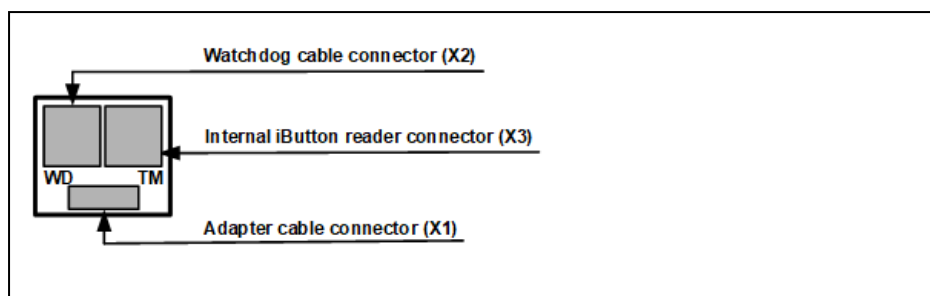 Watchdog cable connector (X2)
Internal iButton reader connector (X3)
WD TM
Adapter cable connector (X1)